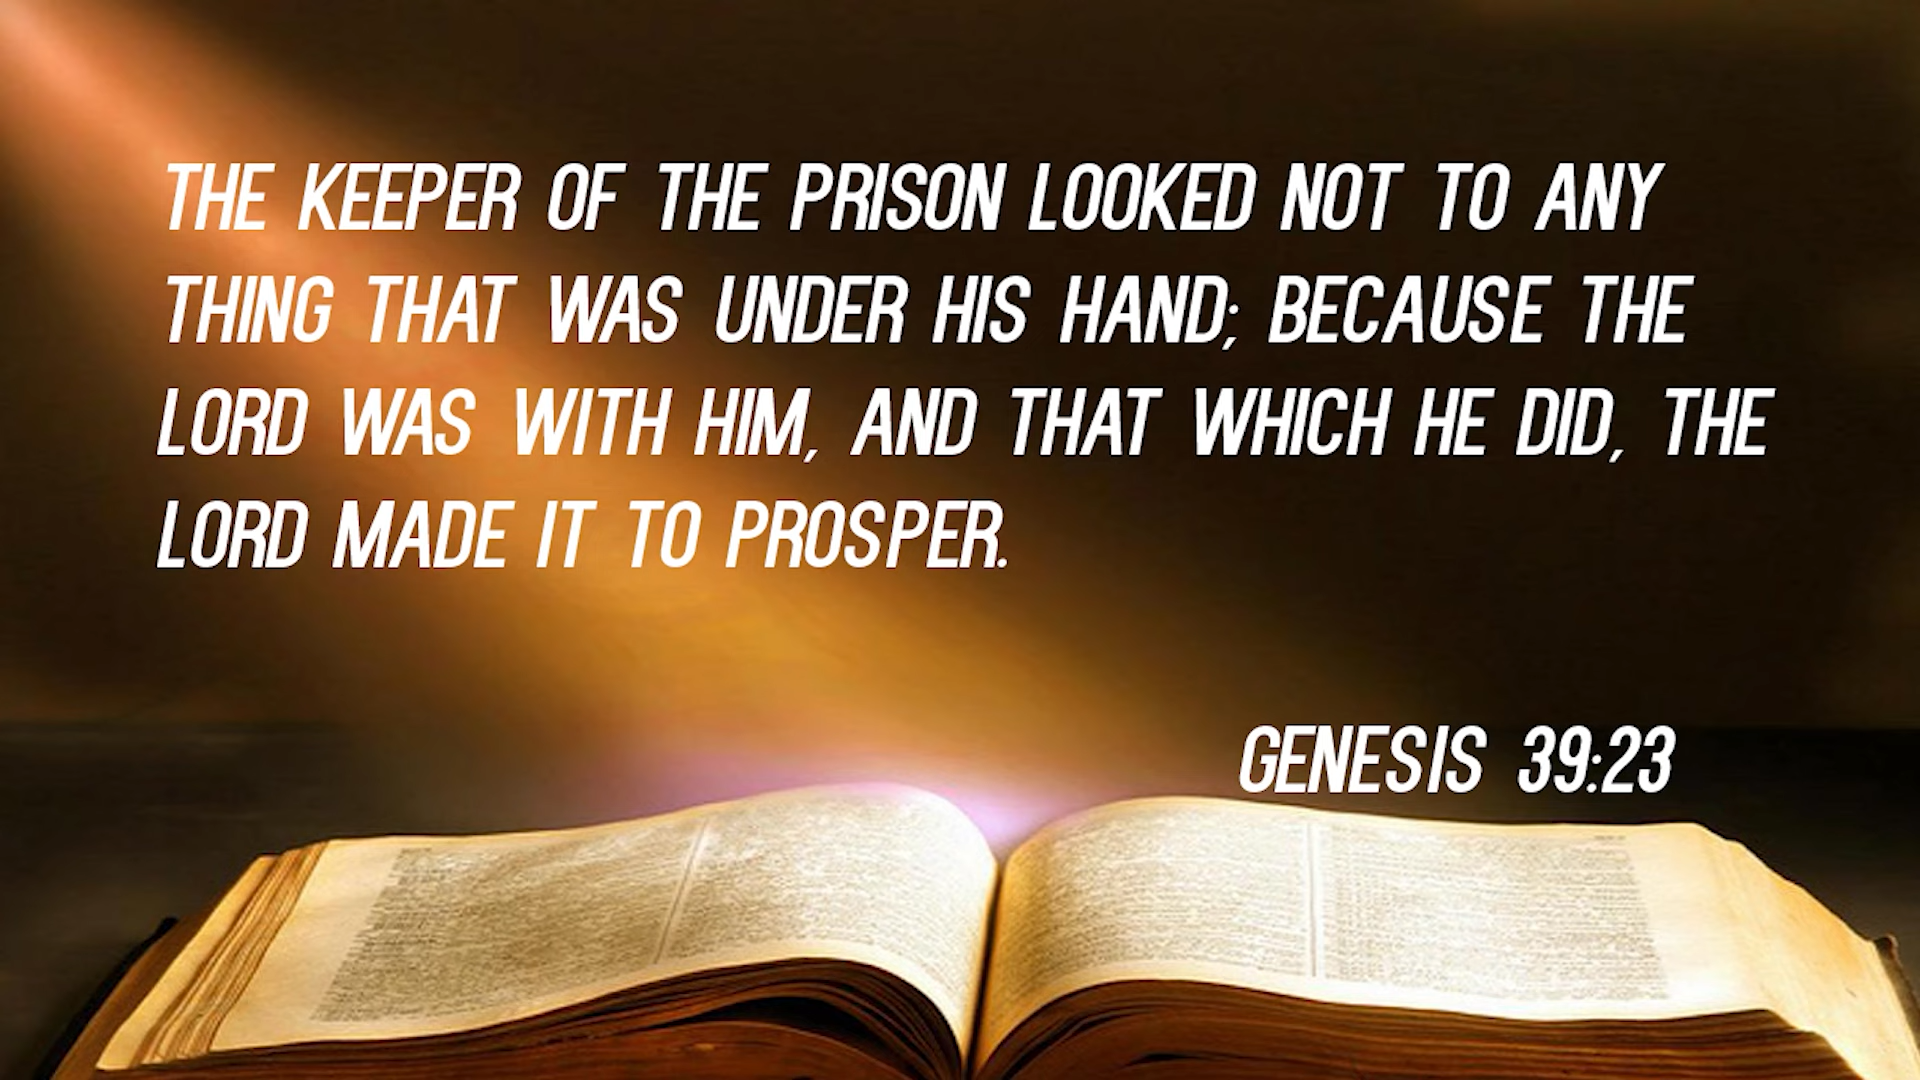 THE KEEPER OF THE PRISON LOOKED NOT TO ANY
THING THAT WAS UNDER HIS HAND; BECAUSE THE
LORD WAS WITH HIM, AND THAT WHICH HE DID, THE
LORD MADE IT TO PROSPER.
GENESIS 39:23